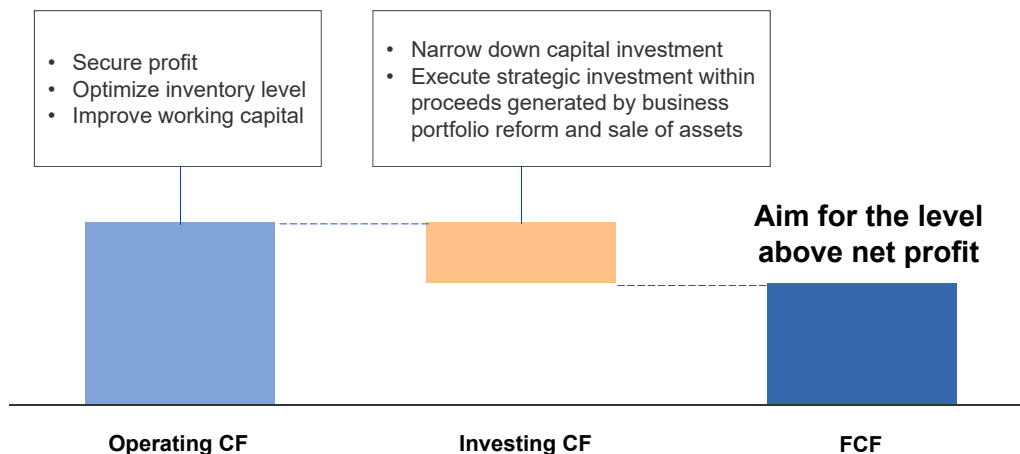 • Secure profit
• Optimize inventory level
• Improve working capital
• Narrow down capital investment
• Execute strategic investment within
proceeds generated by business
portfolio reform and sale of assets
Aim for the level
above net profit
Operating CF
Investing CF
FCF